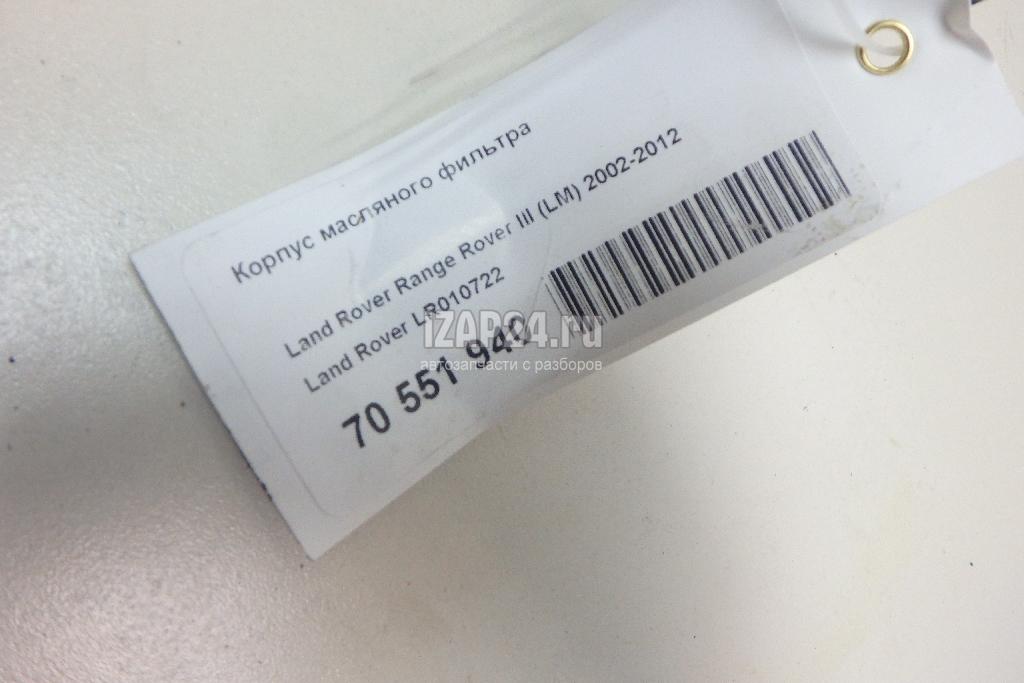 Корпус масляного фильтра
Land Rover Range Rover III (LM) 2002-2012
Land Rover LR010722
70 551 940
iZAP24.ru
автозапчасти с разборов